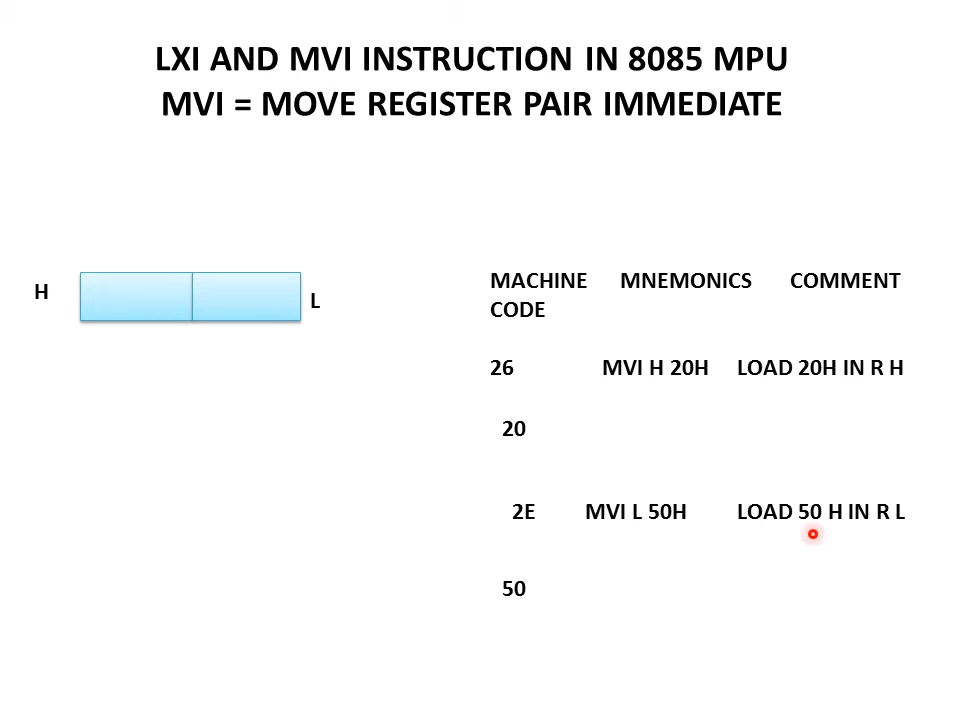 LXI AND MVI INSTRUCTION IN 8085 MPU
MVI = MOVE REGISTER PAIR IMMEDIATE
H
L
MACHINE MNEMONICS COMMENT
CODE
26 MVI H 20H LOAD 20H IN R H
20
2E MVI L 50H LOAD 50 H IN R L
50